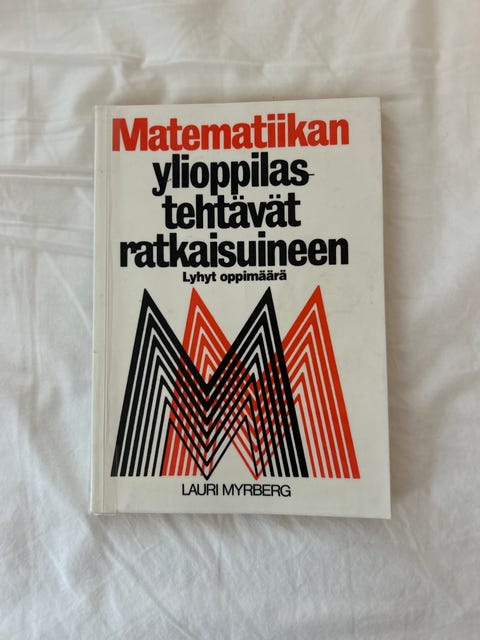 Matematiikan
ylioppilas-
tehtävät
ratkaisuineen
Lyhyt oppimäärä
LAURI MYRBERG